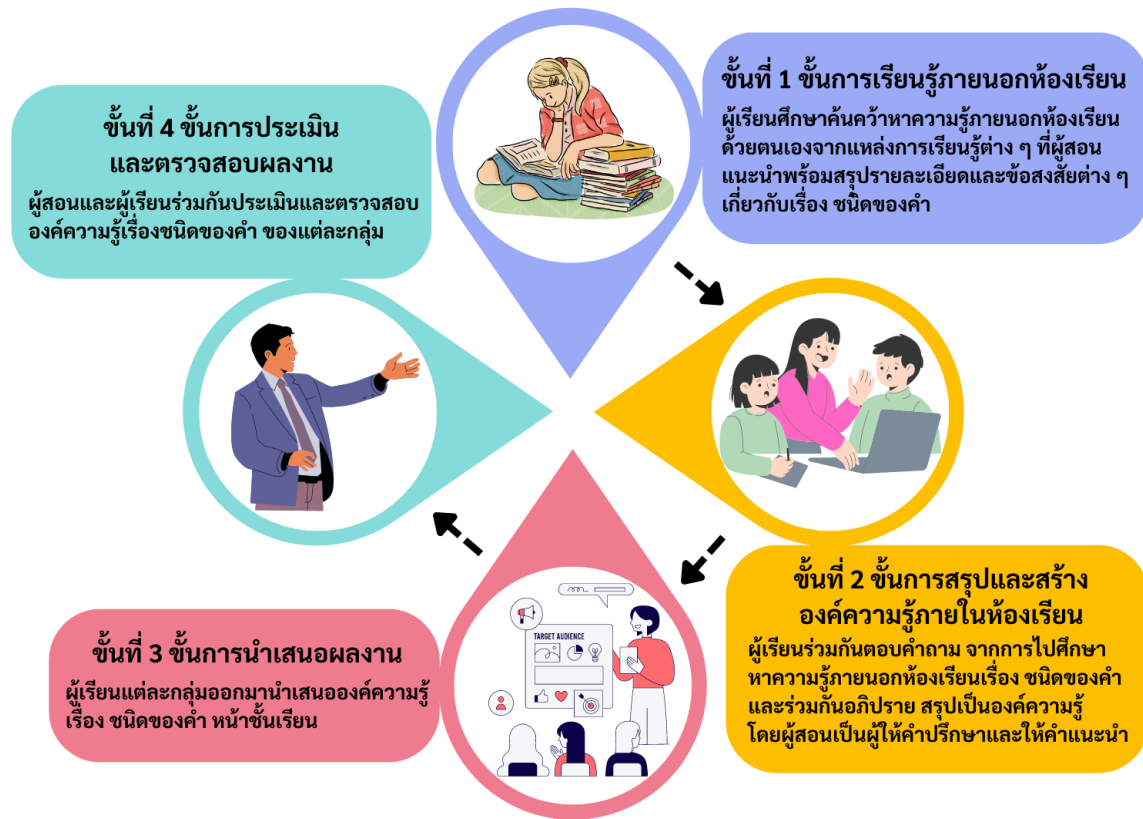 ขั้นที่ 1 ขั้นการเรียนรู้ภายนอกห้องเรียน
ผู้เรียนศึกษาค้นคว้าหาความรู้ภายนอกห้องเรียน
ด้วยตนเองจากแหล่งการเรียนรู้ต่าง ๆ ที่ผู้สอน
แนะนำพร้อมสรุปรายละเอียดและข้อสงสัยต่าง ๆ
เกี่ยวกับเรื่อง ชนิดของคำ
ขั้นที่ 2 ขั้นการสรุปและสร้าง
องค์ความรู้ภายในห้องเรียน
ผู้เรียนร่วมกันตอบคำถาม จากการไปศึกษา
หาความรู้ภายนอกห้องเรียนเรื่อง ชนิดของคำ
และร่วมกันอภิปราย สรุปเป็นองค์ความรู้
โดยผู้สอนเป็นผู้ให้คำปรึกษาและให้คำแนะนำ
ขั้นที่ 3 ขั้นการนำเสนอผลงาน
ผู้เรียนแต่ละกลุ่มออกมานำเสนอองค์ความรู้
เรื่อง ชนิดของคำ หน้าชั้นเรียน
TARGET AUDIENCE
ขั้นที่ 4 ขั้นการประเมิน
และตรวจสอบผลงาน
ผู้สอนและผู้เรียนร่วมกันประเมินและตรวจสอบ
องค์ความรู้เรื่องชนิดของคำ ของแต่ละกลุ่ม